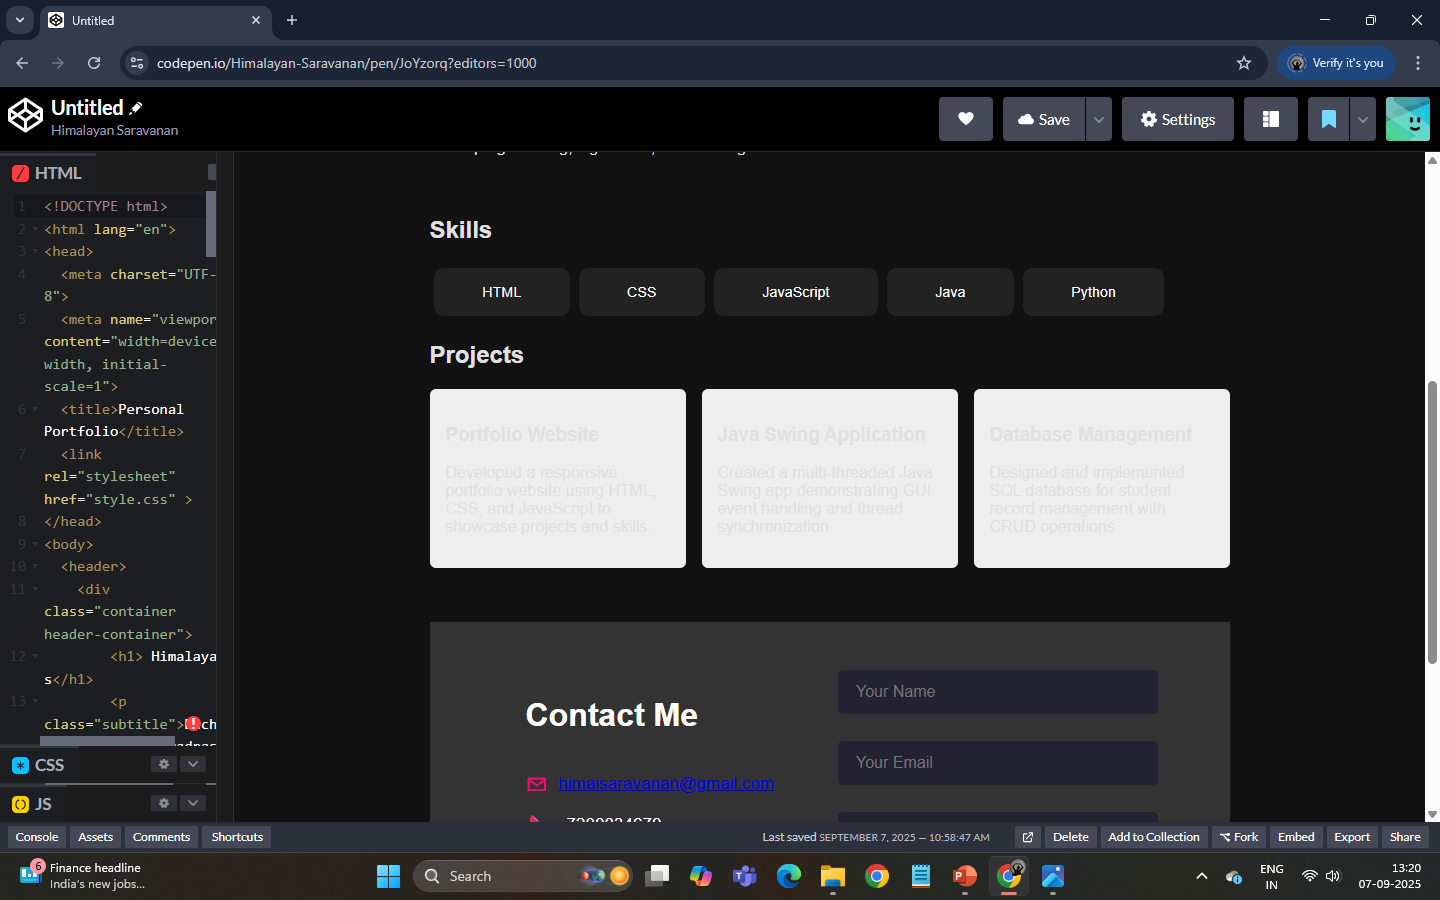 Untitled
codepen.io/Himalayan-Saravanan/pen/JoYzorq?editors=1000
Verify it's you
Untitled
Himalayan Saravanan
Save
Settings
HTML
1 <!DOCTYPE html>
2 <html lang="en">
3 <head>
4 <meta charset="UTF-
8">
5 <meta name="viewpor
content="width=device
width, initial-
scale=1">
6 <title>Personal
Portfolio</title>
7 <link
rel="stylesheet"
href="style.css" >
8 </head>
9 <body>
10 <header>
11 <div
class="container
header-container">
12 <h1> Himalaya
s</h1>
13 <p
class="subtitle">
CSS
JS
Skills
HTML
CSS
JavaScript
Java
Python
Projects
Portfolio Website
Developed a responsive
portfolio website using HTML,
CSS, and JavaScript to
showcase projects and skills.
Java Swing Application
Created a multi-threaded Java
Swing app demonstrating GUI
event handling and thread
synchronization.
Database Management
Designed and implemented
SQL database for student
record management with
CRUD operations.
Contact Me
himaisaravanan@gmail.com
Your Name
Your Email
Console
Assets
Comments
Shortcuts
Last saved SEPTEMBER 7, 2025 — 10:58:47 AM
Delete
Add to Collection
Fork
Embed
Export
Share
6
Finance headline
India's new jobs...
Search
ENG
IN
13:20
07-09-2025